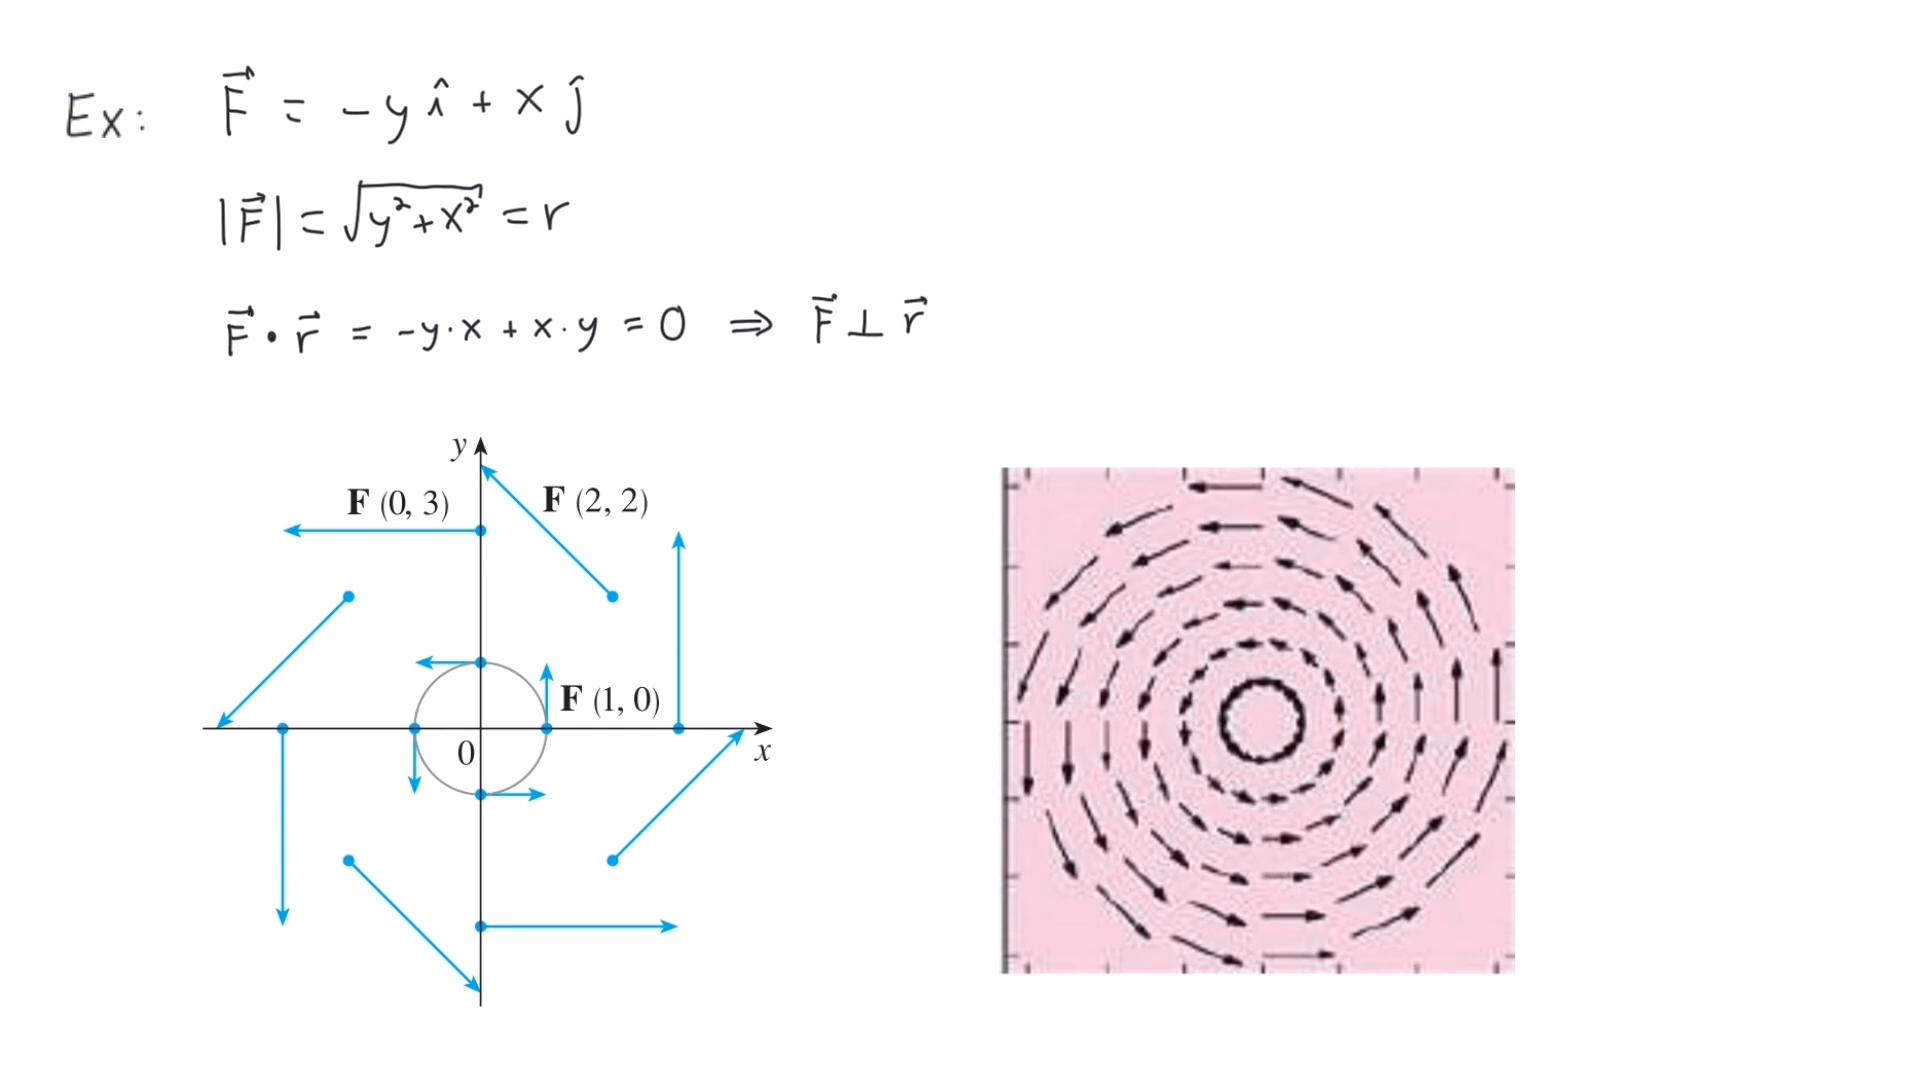 Ex: F⃗ = -y î + x ĵ
|F⃗| = √(y²+x²) = r
F⃗ · r⃗ = -y·x + x·y = 0 ⇒ F⃗ ⊥ r⃗
y
F (0, 3) F (2, 2)
F (1, 0)
0 x